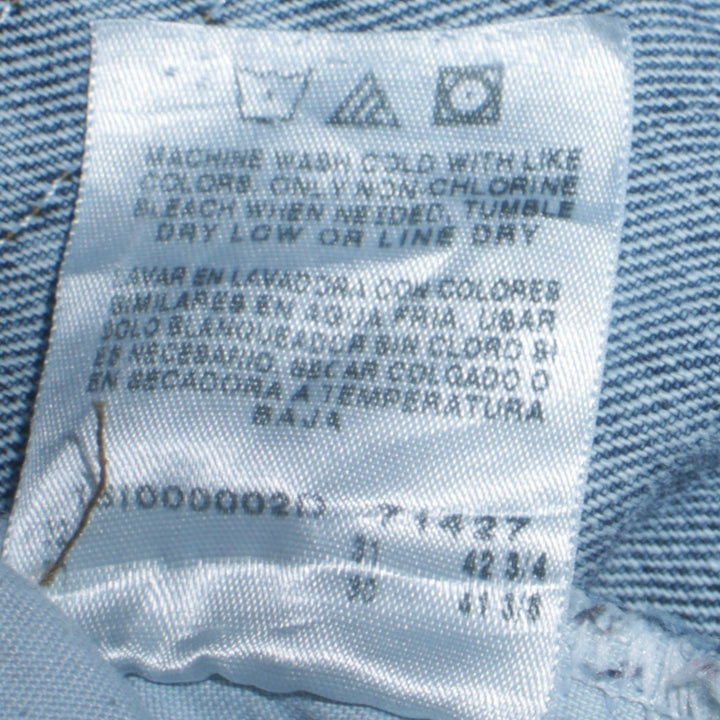 MACHINE WASH COLD WITH LIKE
COLORS. ONLY NON-CHLORINE
BLEACH WHEN NEEDED. TUMBLE
DRY LOW OR LINE DRY
LAVAR EN LAVADORA CON COLORES
SIMILARES EN AGUA FRIA. USAR
SOLO BLANQUEADOR SIN CLORO SI
ES NECESARIO. SECAR COLGADO O
EN SECADORA A TEMPERATURA
BAJA
71427
31 42 3/4
41 3/8